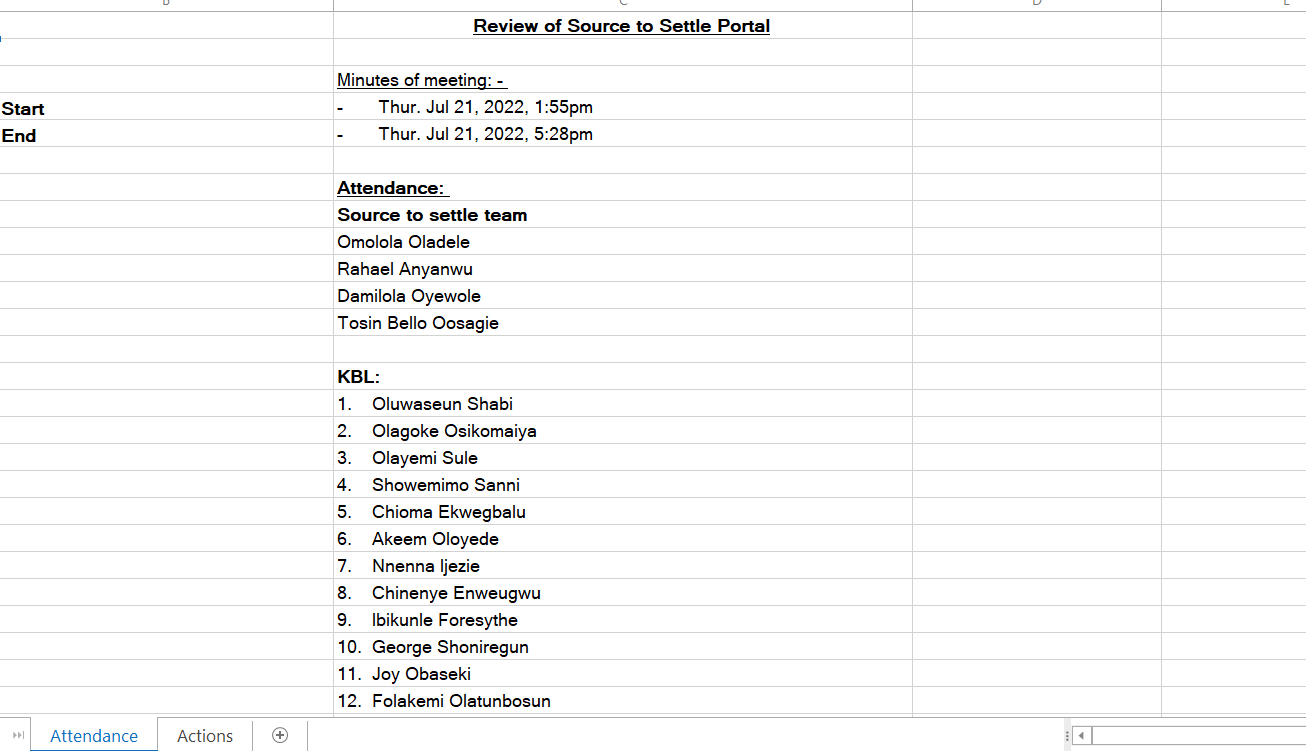 Review of Source to Settle Portal
Minutes of meeting: -
Start - Thur. Jul 21, 2022, 1:55pm
End - Thur. Jul 21, 2022, 5:28pm
Attendance:
Source to settle team
Omolola Oladele
Rahael Anyanwu
Damilola Oyewole
Tosin Bello Oosagie
KBL:
1. Oluwaseun Shabi
2. Olagoke Osikomaiya
3. Olayemi Sule
4. Showemimo Sanni
5. Chioma Ekwegbalu
6. Akeem Oloyede
7. Nnenna Ijezie
8. Chinenye Enweugwu
9. Ibikunle Foresythe
10. George Shoniregun
11. Joy Obaseki
12. Folakemi Olatunbosun
Attendance Actions